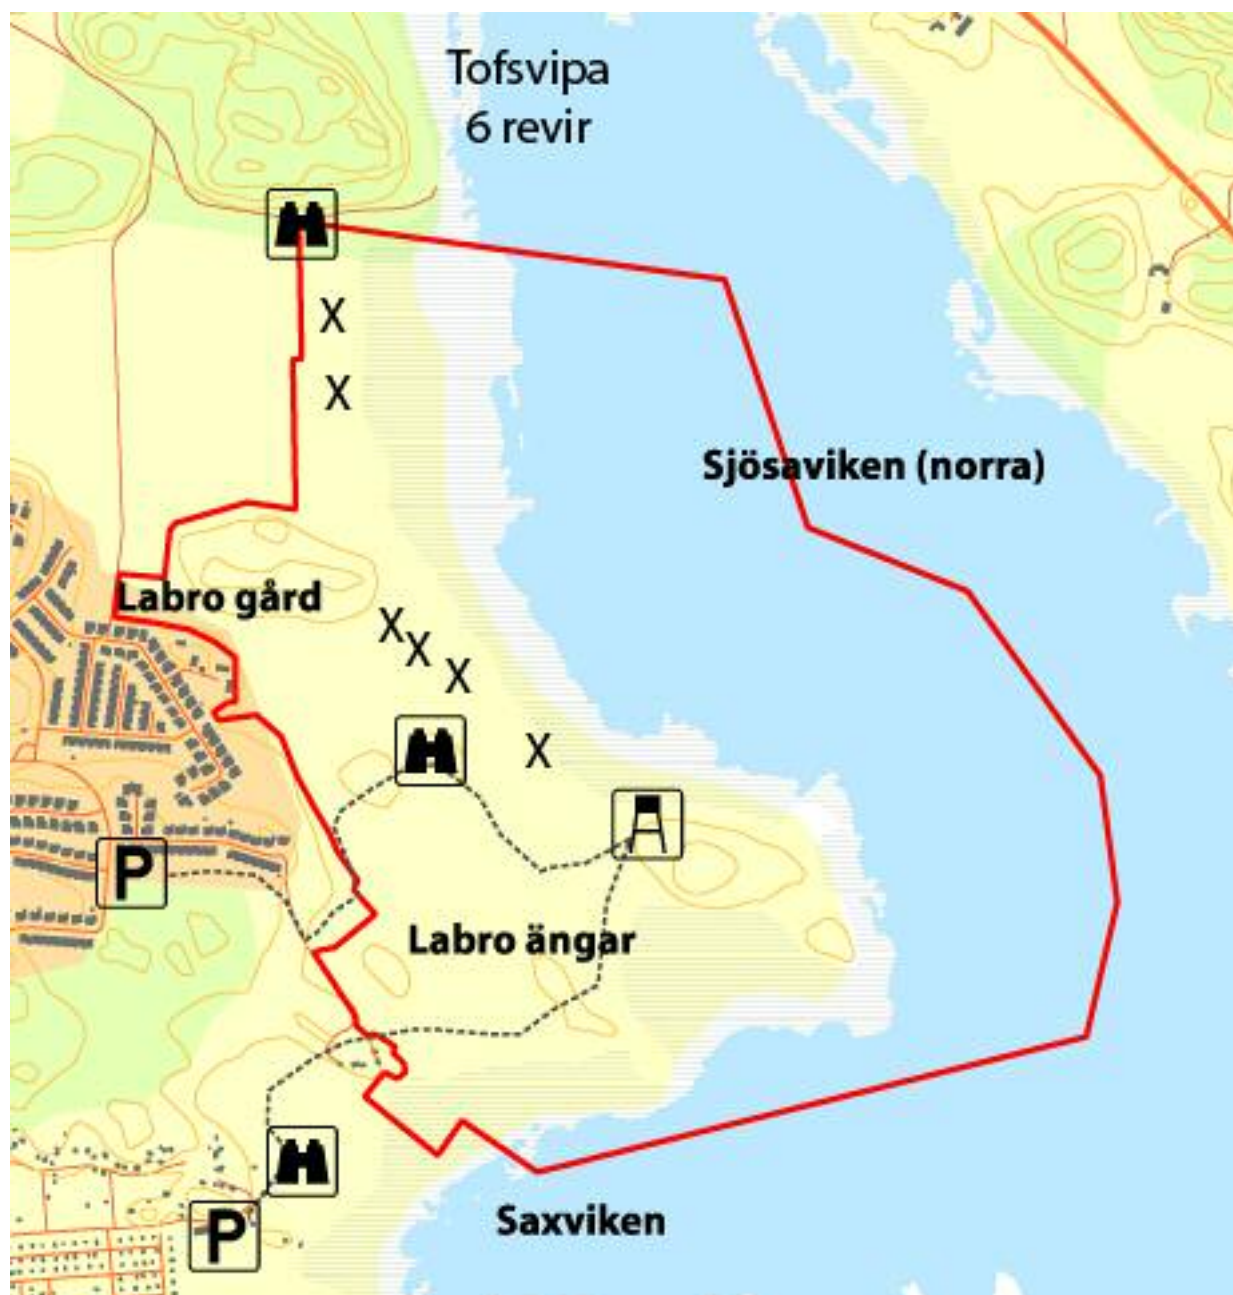 Tofsvipa
6 revir
X
X
Sjösaviken (norra)
Labro gård
X
X
X
X
P
Labro ängar
P
Saxviken